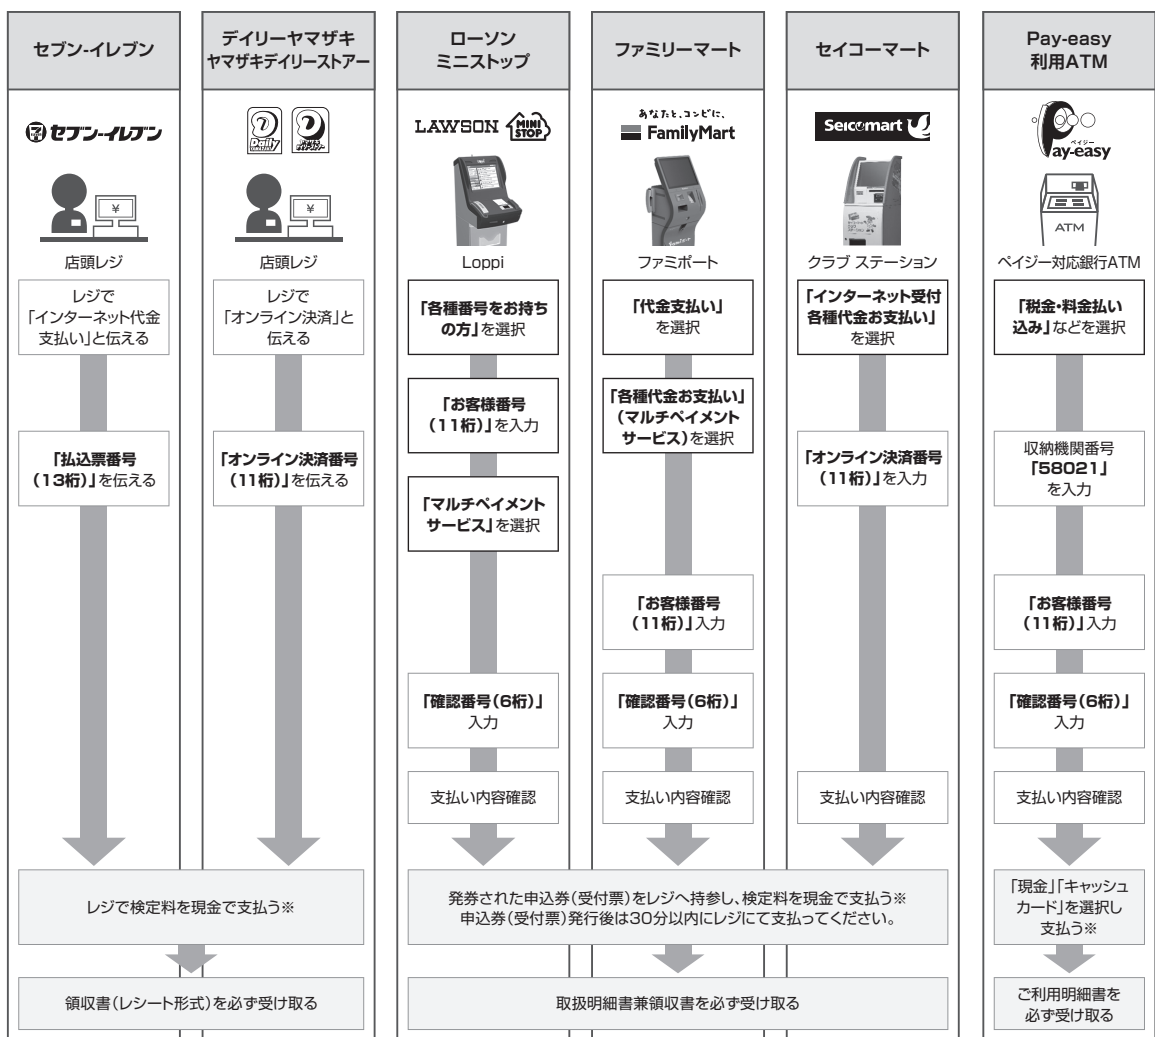 セブン-イレブン
デイリーヤマザキ
ヤマザキデイリーストアー
ローソン
ミニストップ
ファミリーマート
セイコーマート
Pay-easy
利用ATM
セブン-イレブン
Daily
LAWSON
MINI
STOP
あなたと、コンビに、
FamilyMart
Seicomart
ペイジー
Pay-easy
¥
¥
ATM
店頭レジ
店頭レジ
Loppi
ファミポート
クラブ ステーション
ペイジー対応銀行ATM
レジで
「インターネット代金
支払い」と伝える
レジで
「オンライン決済」と
伝える
「各種番号をお持ち
の方」を選択
「代金支払い」
を選択
「インターネット受付
各種代金お支払い」
を選択
「税金・料金払い
込み」などを選択
「お客様番号
(11桁)」を入力
「各種代金お支払い」
(マルチペイメント
サービス)を選択
「払込票番号
(13桁)」を伝える
「オンライン決済番号
(11桁)」を伝える
「オンライン決済番号
(11桁)」を入力
収納機関番号
「58021」
を入力
「マルチペイメント
サービス」を選択
「お客様番号
(11桁)」入力
「お客様番号
(11桁)」入力
「確認番号(6桁)」
入力
「確認番号(6桁)」
入力
「確認番号(6桁)」
入力
支払い内容確認
支払い内容確認
支払い内容確認
支払い内容確認
レジで検定料を現金で支払う※
発券された申込券(受付票)をレジへ持参し、検定料を現金で支払う※
申込券(受付票)発行後は30分以内にレジにて支払ってください。
「現金」「キャッシュ
カード」を選択し
支払う※
領収書(レシート形式)を必ず受け取る
取扱明細書兼領収書を必ず受け取る
ご利用明細書を
必ず受け取る